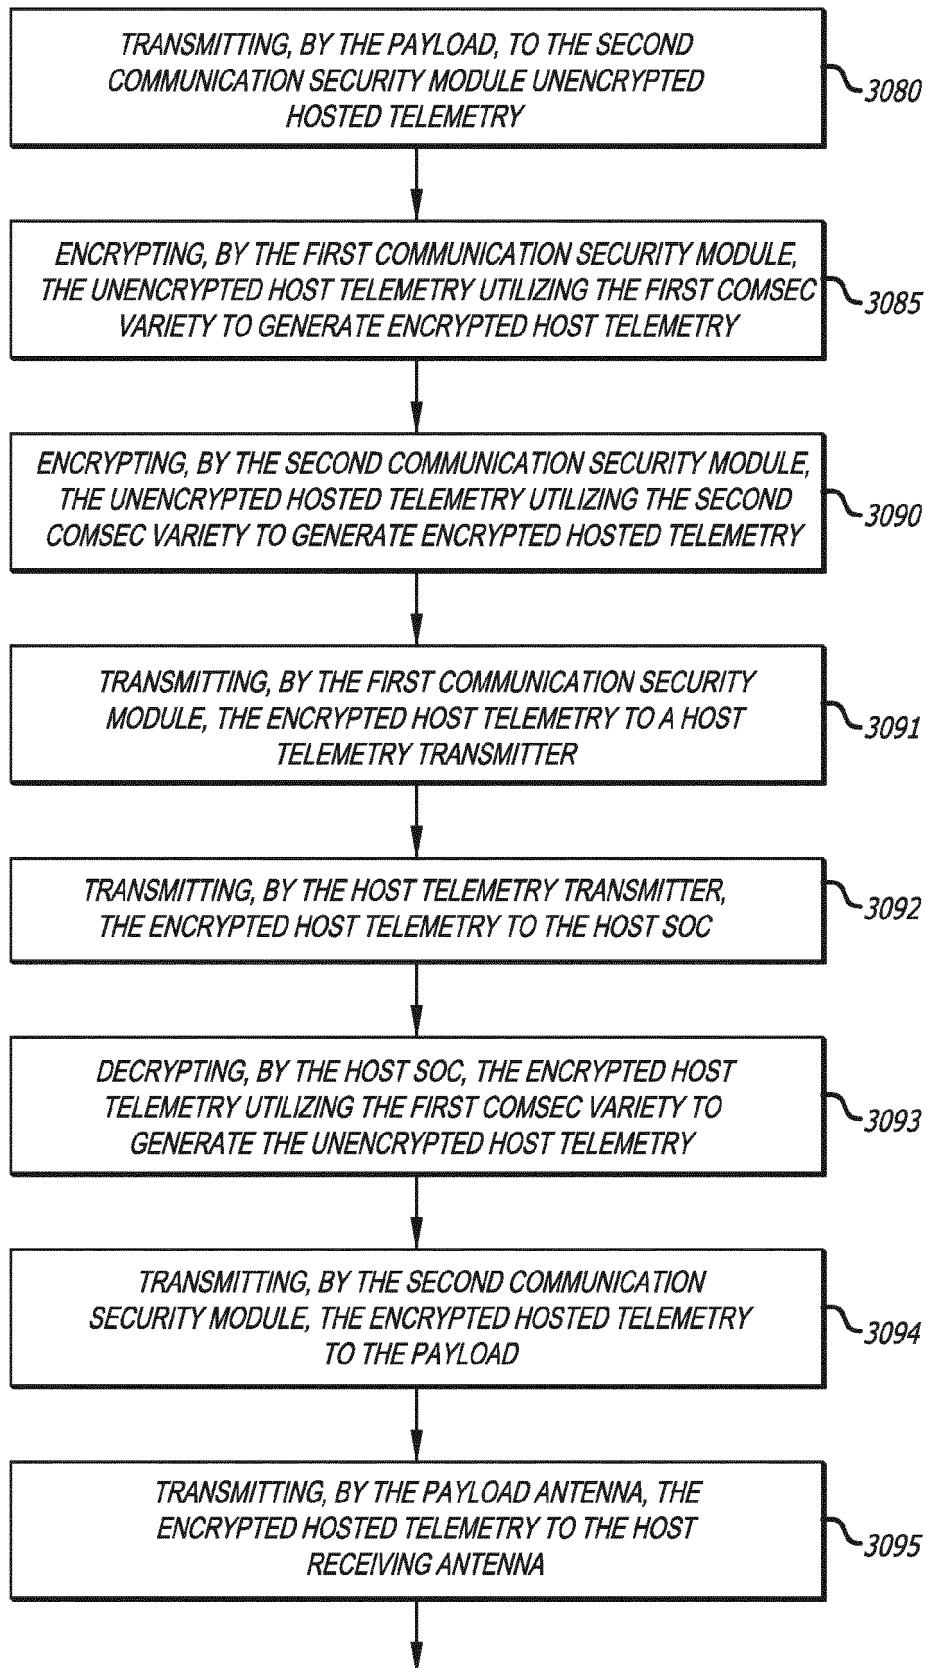 TRANSMITTING, BY THE PAYLOAD, TO THE SECOND
COMMUNICATION SECURITY MODULE UNENCRYPTED
HOSTED TELEMETRY
3080
ENCRYPTING, BY THE FIRST COMMUNICATION SECURITY MODULE,
THE UNENCRYPTED HOST TELEMETRY UTILIZING THE FIRST COMSEC
VARIETY TO GENERATE ENCRYPTED HOST TELEMETRY
3085
ENCRYPTING, BY THE SECOND COMMUNICATION SECURITY MODULE,
THE UNENCRYPTED HOSTED TELEMETRY UTILIZING THE SECOND
COMSEC VARIETY TO GENERATE ENCRYPTED HOSTED TELEMETRY
3090
TRANSMITTING, BY THE FIRST COMMUNICATION SECURITY
MODULE, THE ENCRYPTED HOST TELEMETRY TO A HOST
TELEMETRY TRANSMITTER
3091
TRANSMITTING, BY THE HOST TELEMETRY TRANSMITTER,
THE ENCRYPTED HOST TELEMETRY TO THE HOST SOC
3092
DECRYPTING, BY THE HOST SOC, THE ENCRYPTED HOST
TELEMETRY UTILIZING THE FIRST COMSEC VARIETY TO
GENERATE THE UNENCRYPTED HOST TELEMETRY
3093
TRANSMITTING, BY THE SECOND COMMUNICATION
SECURITY MODULE, THE ENCRYPTED HOSTED TELEMETRY
TO THE PAYLOAD
3094
TRANSMITTING, BY THE PAYLOAD ANTENNA, THE
ENCRYPTED HOSTED TELEMETRY TO THE HOST
RECEIVING ANTENNA
3095